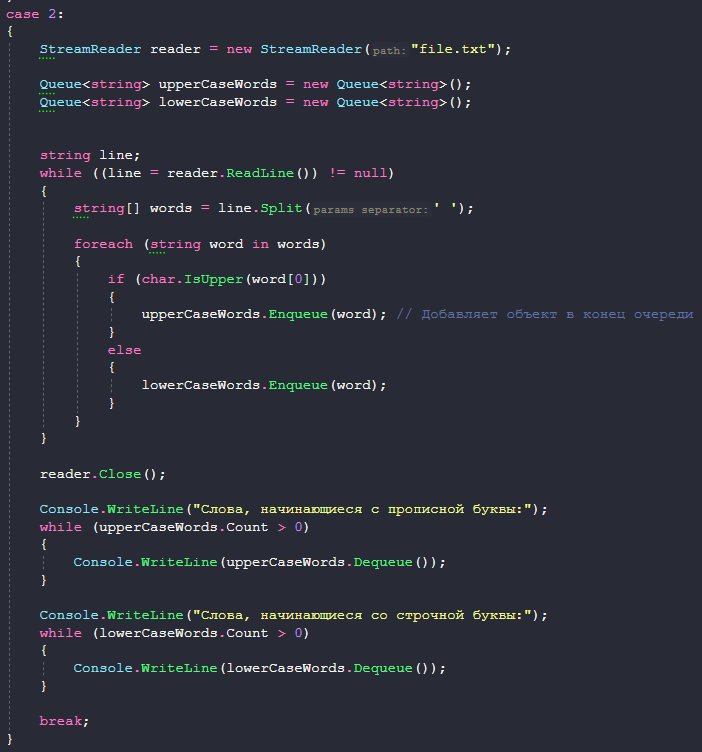 case 2:
{
    StreamReader reader = new StreamReader(path: "file.txt");
    Queue<string> upperCaseWords = new Queue<string>();
    Queue<string> lowerCaseWords = new Queue<string>();
    string line;
    while ((line = reader.ReadLine()) != null)
    {
        string[] words = line.Split(params separator: ' ');
        foreach (string word in words)
        {
            if (char.IsUpper(word[0]))
            {
                upperCaseWords.Enqueue(word); // Добавляет объект в конец очереди
            }
            else
            {
                lowerCaseWords.Enqueue(word);
            }
        }
    }
    reader.Close();
    Console.WriteLine("Слова, начинающиеся с прописной буквы:");
    while (upperCaseWords.Count > 0)
    {
        Console.WriteLine(upperCaseWords.Dequeue());
    }
    Console.WriteLine("Слова, начинающиеся со строчной буквы:");
    while (lowerCaseWords.Count > 0)
    {
        Console.WriteLine(lowerCaseWords.Dequeue());
    }
    break;
}